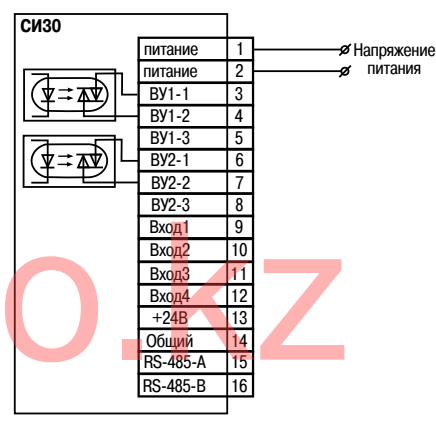 СИ30
питание 1 Напряжение
питание 2 питания
ВУ1-1 3
ВУ1-2 4
ВУ1-3 5
ВУ2-1 6
ВУ2-2 7
ВУ2-3 8
Вход1 9
Вход2 10
Вход3 11
Вход4 12
+24В 13
Общий 14
RS-485-A 15
RS-485-B 16
O.KZ